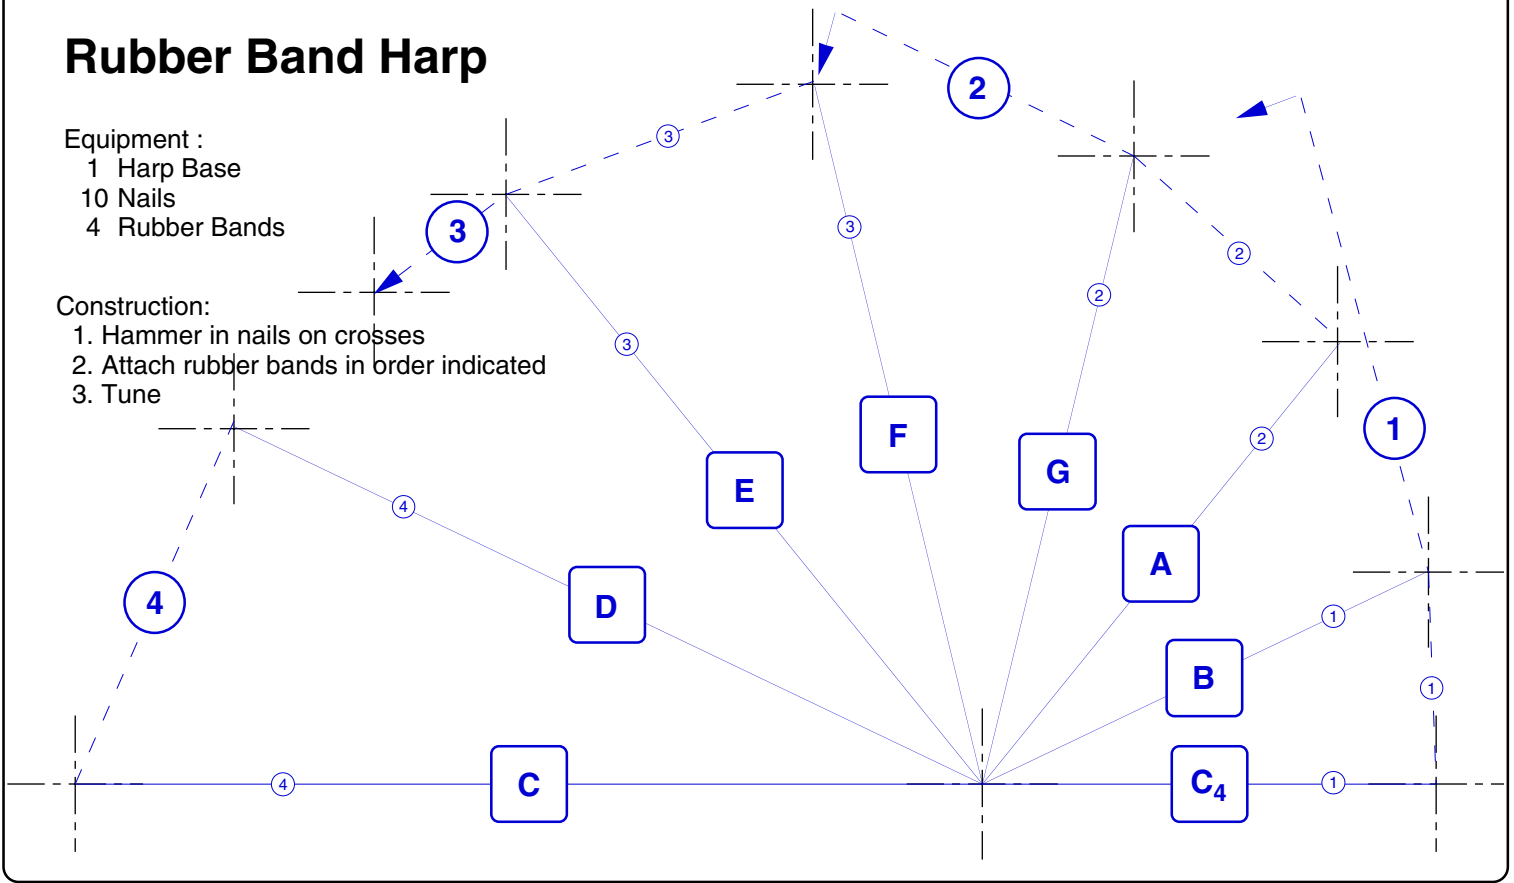 Rubber Band Harp
Equipment :
1 Harp Base
10 Nails
4 Rubber Bands
Construction:
1. Hammer in nails on crosses
2. Attach rubber bands in order indicated
3. Tune
2
3
3
3
2
2
3
1
2
F
G
E
4
A
4
D
1
B
1
4
C
C4
1